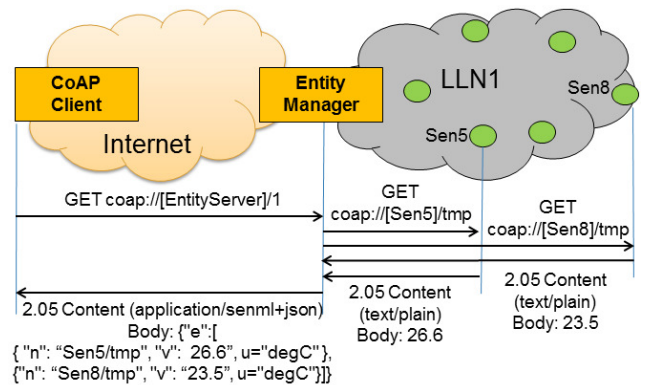 CoAP
Client
Entity
Manager
LLN1
Sen8
Internet
Sen5
GET coap://[EntityServer]/1
GET
coap://[Sen5]/tmp
GET
coap://[Sen8]/tmp
2.05 Content (application/senml+json)
Body: {"e":[
{ "n": “Sen5/tmp", "v":  26.6”, u="degC" },
{"n": “Sen8/tmp", "v": “23.5”, u="degC"}]}
2.05 Content
(text/plain)
Body: 26.6
2.05 Content
(text/plain)
Body: 23.5